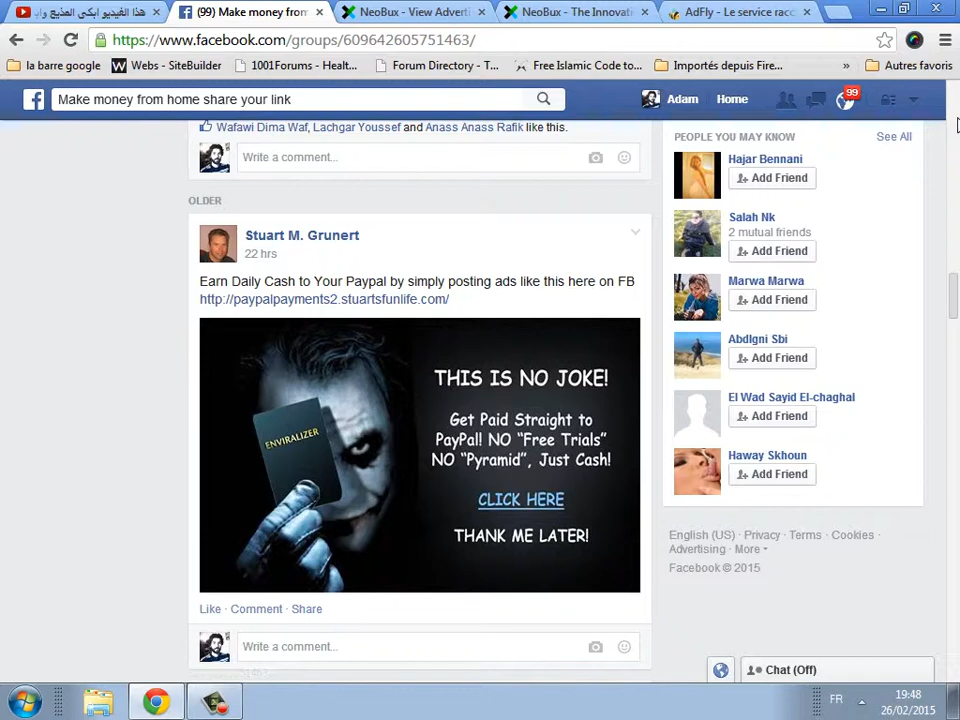 هذا الفيديو ابكى المذيع واب
(99) Make money from
NeoBux - View Adverti
NeoBux - The Innovati
AdFly - Le service racc
https://www.facebook.com/groups/609642605751463/
la barre google
Webs - SiteBuilder
1001Forums - Healt...
Forum Directory - T...
Free Islamic Code to...
Importés depuis Fire...
»
Autres favoris
Make money from home share your link
Adam
Home
99
Wafawi Dima Waf, Lachgar Youssef and Anass Anass Rafik like this.
Write a comment...
OLDER
Stuart M. Grunert
22 hrs
Earn Daily Cash to Your Paypal by simply posting ads like this here on FB
http://paypalpayments2.stuartsfunlife.com/
ENVIRALIZER
THIS IS NO JOKE!
Get Paid Straight to
PayPal! NO "Free Trials"
NO "Pyramid", Just Cash!
CLICK HERE
THANK ME LATER!
Like · Comment · Share
Write a comment...
PEOPLE YOU MAY KNOW
See All
Hajar Bennani
Add Friend
Salah Nk
2 mutual friends
Add Friend
Marwa Marwa
Add Friend
Abdlgni Sbi
Add Friend
El Wad Sayid El-chaghal
Add Friend
Haway Skhoun
Add Friend
English (US) · Privacy · Terms · Cookies ·
Advertising · More
Facebook © 2015
Chat (Off)
FR
19:48
26/02/2015